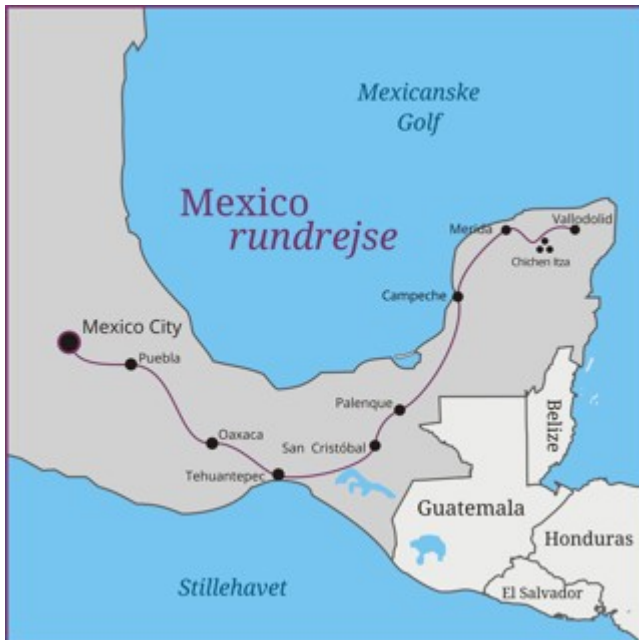 Mexicanske
Golf
Mexico
rundrejse
Vallodolid
Merida
Chichen Itza
Campeche
Mexico City
Puebla
Belize
Palenque
Oaxaca
San Cristóbal
Tehuantepec
Guatemala
Honduras
Stillehavet
El Salvador